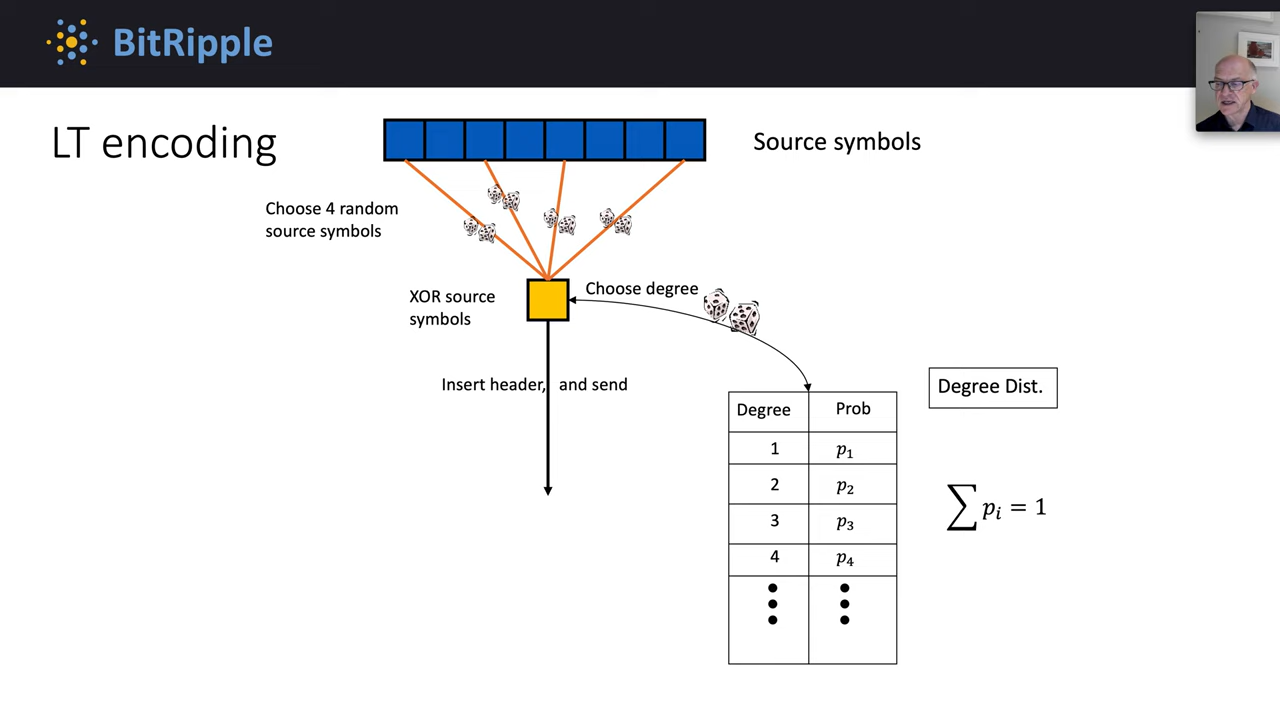 BitRipple
LT encoding
Source symbols
Choose 4 random
source symbols
XOR source
symbols
Choose degree
Insert header, and send
Degree Dist.
Degree Prob
1 p₁
2 p₂
3 p₃
4 p₄
∑ pᵢ = 1